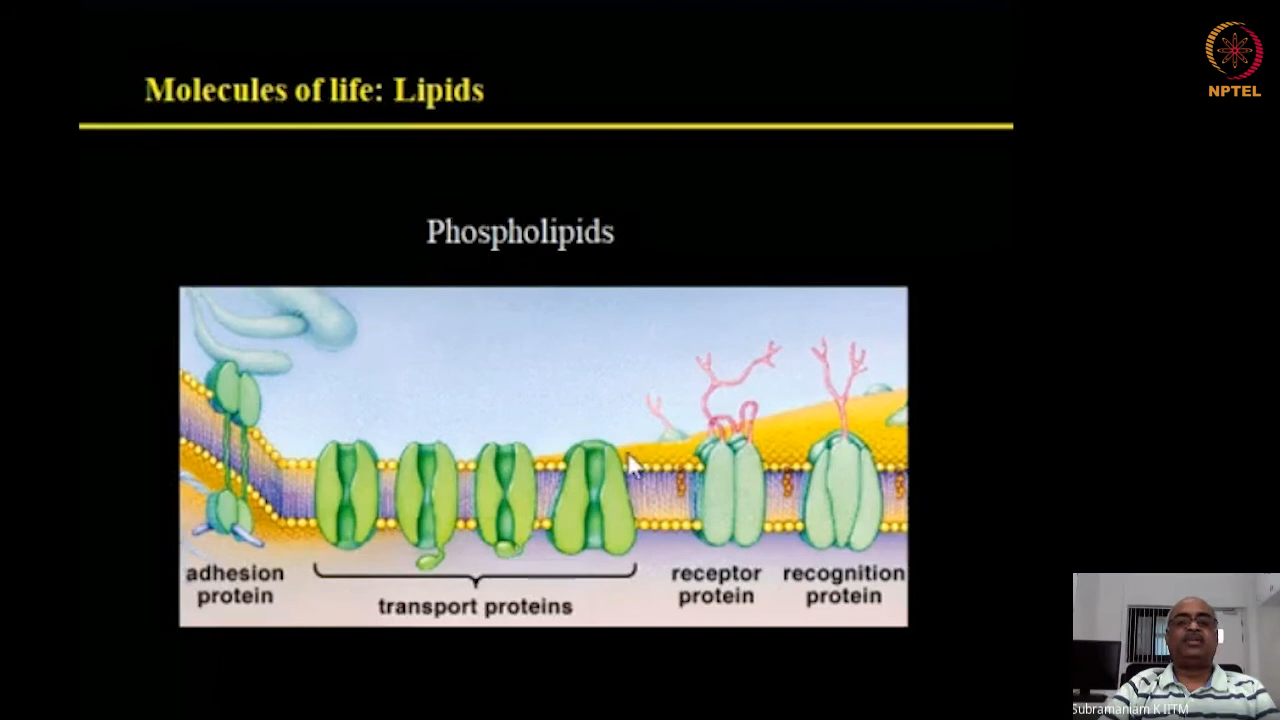 NPTEL
Molecules of life: Lipids
Phospholipids
adhesion
protein
transport proteins
receptor
protein
recognition
protein
Subramaniam K IITM